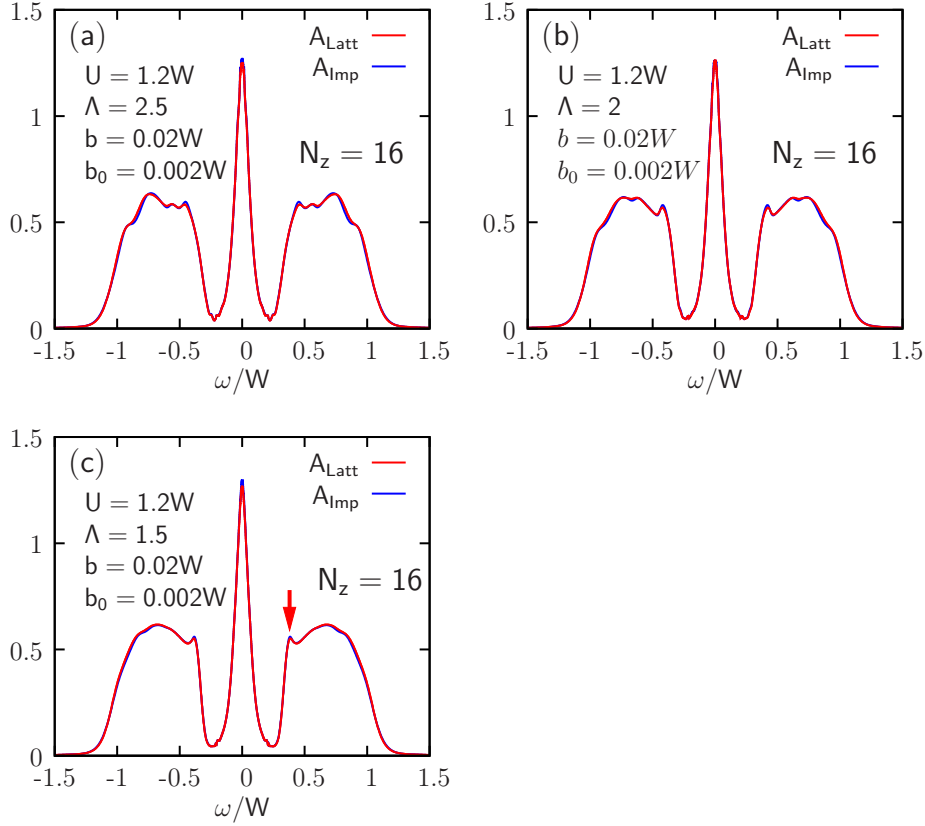 (a)
A_Latt
A_Imp
U = 1.2W
Λ = 2.5
b = 0.02W
b_0 = 0.002W
N_z = 16
1.5
1
0.5
0
-1.5 -1 -0.5 0 0.5 1 1.5
ω/W
(b)
A_Latt
A_Imp
U = 1.2W
Λ = 2
b = 0.02W
b_0 = 0.002W
N_z = 16
1.5
1
0.5
0
-1.5 -1 -0.5 0 0.5 1 1.5
ω/W
(c)
A_Latt
A_Imp
U = 1.2W
Λ = 1.5
b = 0.02W
b_0 = 0.002W
N_z = 16
1.5
1
0.5
0
-1.5 -1 -0.5 0 0.5 1 1.5
ω/W